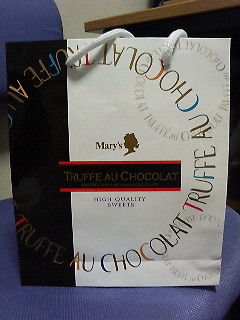 TRUFFE AU CHOCOLAT TRUFFE AU CHOCOLAT TRUFFE AU CHOCOLAT
Mary's
TRUFFE AU CHOCOLAT
HIGH QUALITY
SWEETS